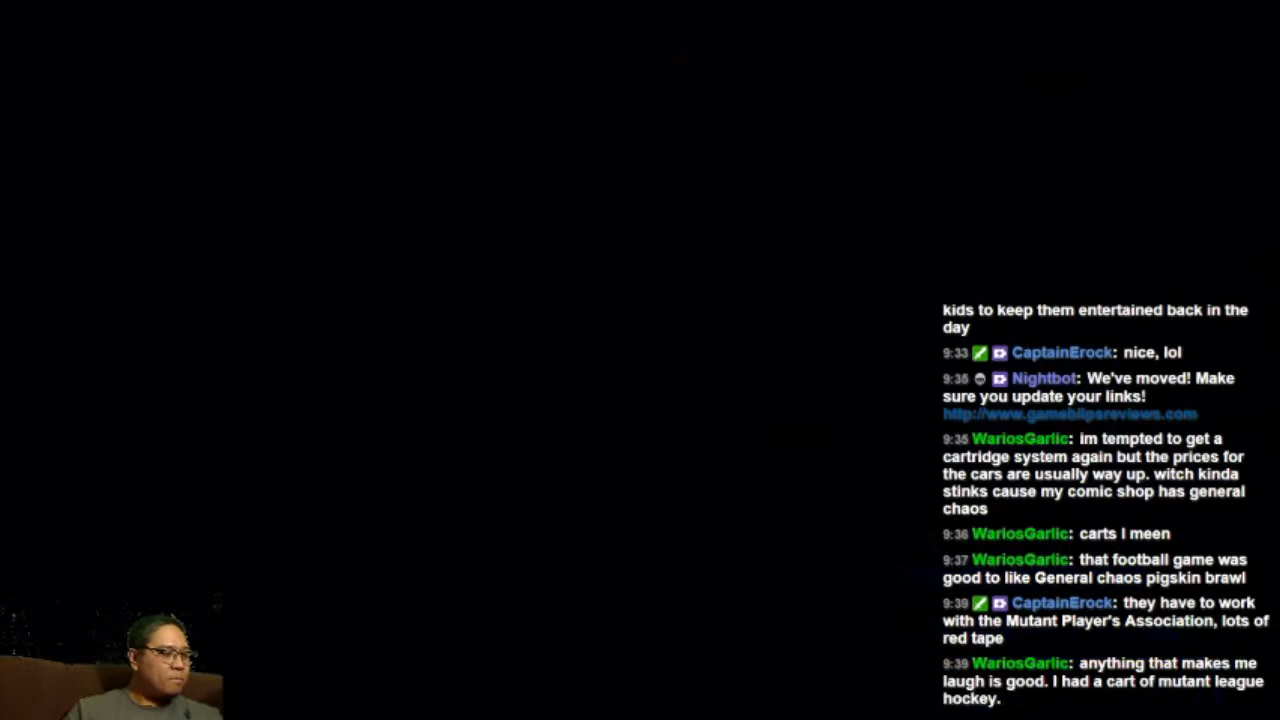 kids to keep them entertained back in the
day
9:33 CaptainErock: nice, lol
9:35 Nightbot: We've moved! Make
sure you update your links!
http://www.gameblipsreviews.com
9:35 WariosGarlic: im tempted to get a
cartridge system again but the prices for
the cars are usually way up. witch kinda
stinks cause my comic shop has general
chaos
9:36 WariosGarlic: carts I meen
9:37 WariosGarlic: that football game was
good to like General chaos pigskin brawl
9:39 CaptainErock: they have to work
with the Mutant Player's Association, lots of
red tape
9:39 WariosGarlic: anything that makes me
laugh is good. I had a cart of mutant league
hockey.